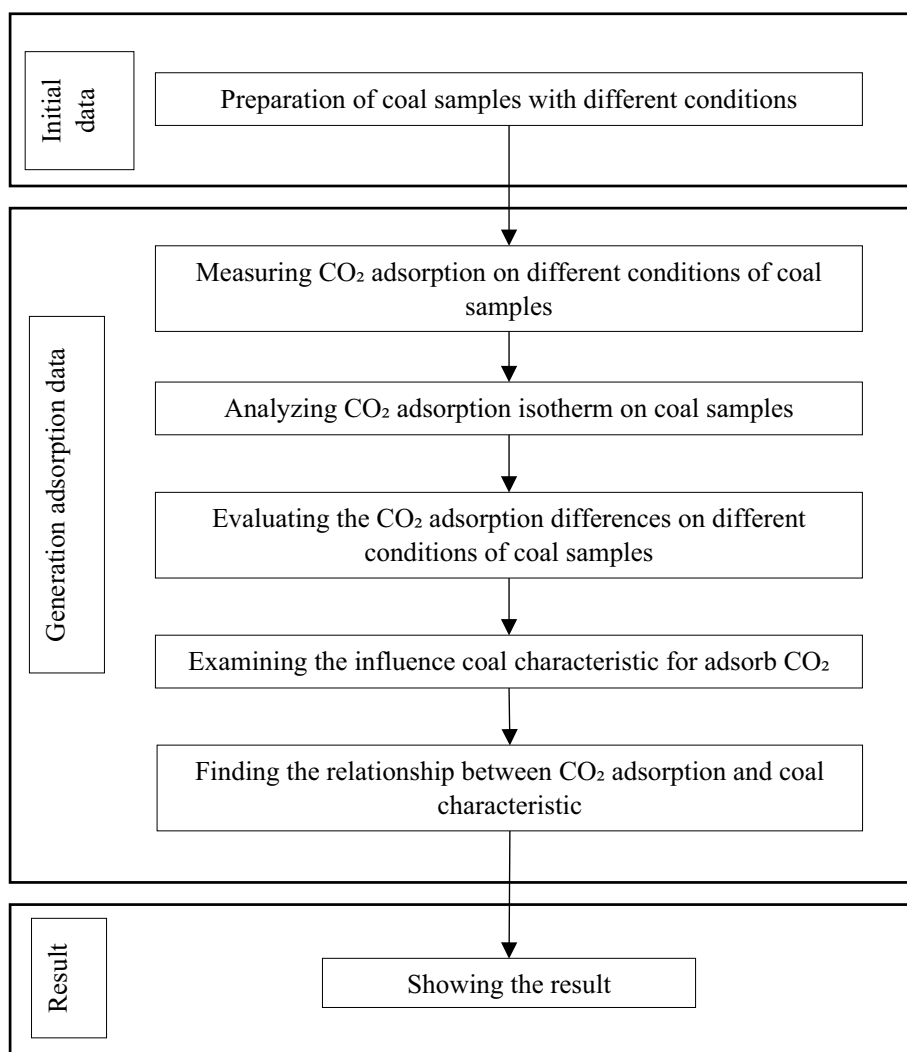 Initial
data
Preparation of coal samples with different conditions
Generation adsorption data
Measuring CO₂ adsorption on different conditions of coal
samples
Analyzing CO₂ adsorption isotherm on coal samples
Evaluating the CO₂ adsorption differences on different
conditions of coal samples
Examining the influence coal characteristic for adsorb CO₂
Finding the relationship between CO₂ adsorption and coal
characteristic
Result
Showing the result